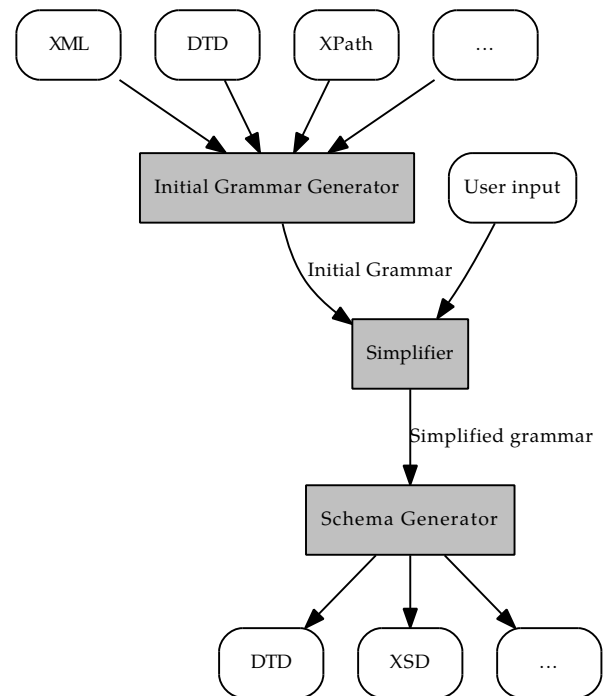 XML
DTD
XPath
...
Initial Grammar Generator
User input
Initial Grammar
Simplifier
Simplified grammar
Schema Generator
DTD
XSD
...